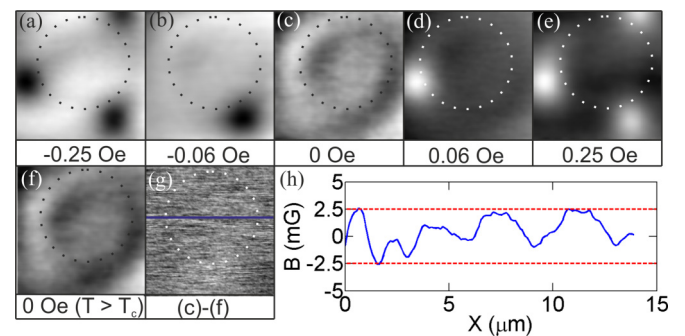 (a) (b) (c) (d) (e)
-0.25 Oe -0.06 Oe 0 Oe 0.06 Oe 0.25 Oe
(f) (g) (h)
0 Oe (T > Tc) (c)-(f)
B (mG)
5
2.5
0
-2.5
-5
0 5 10 15
X (μm)